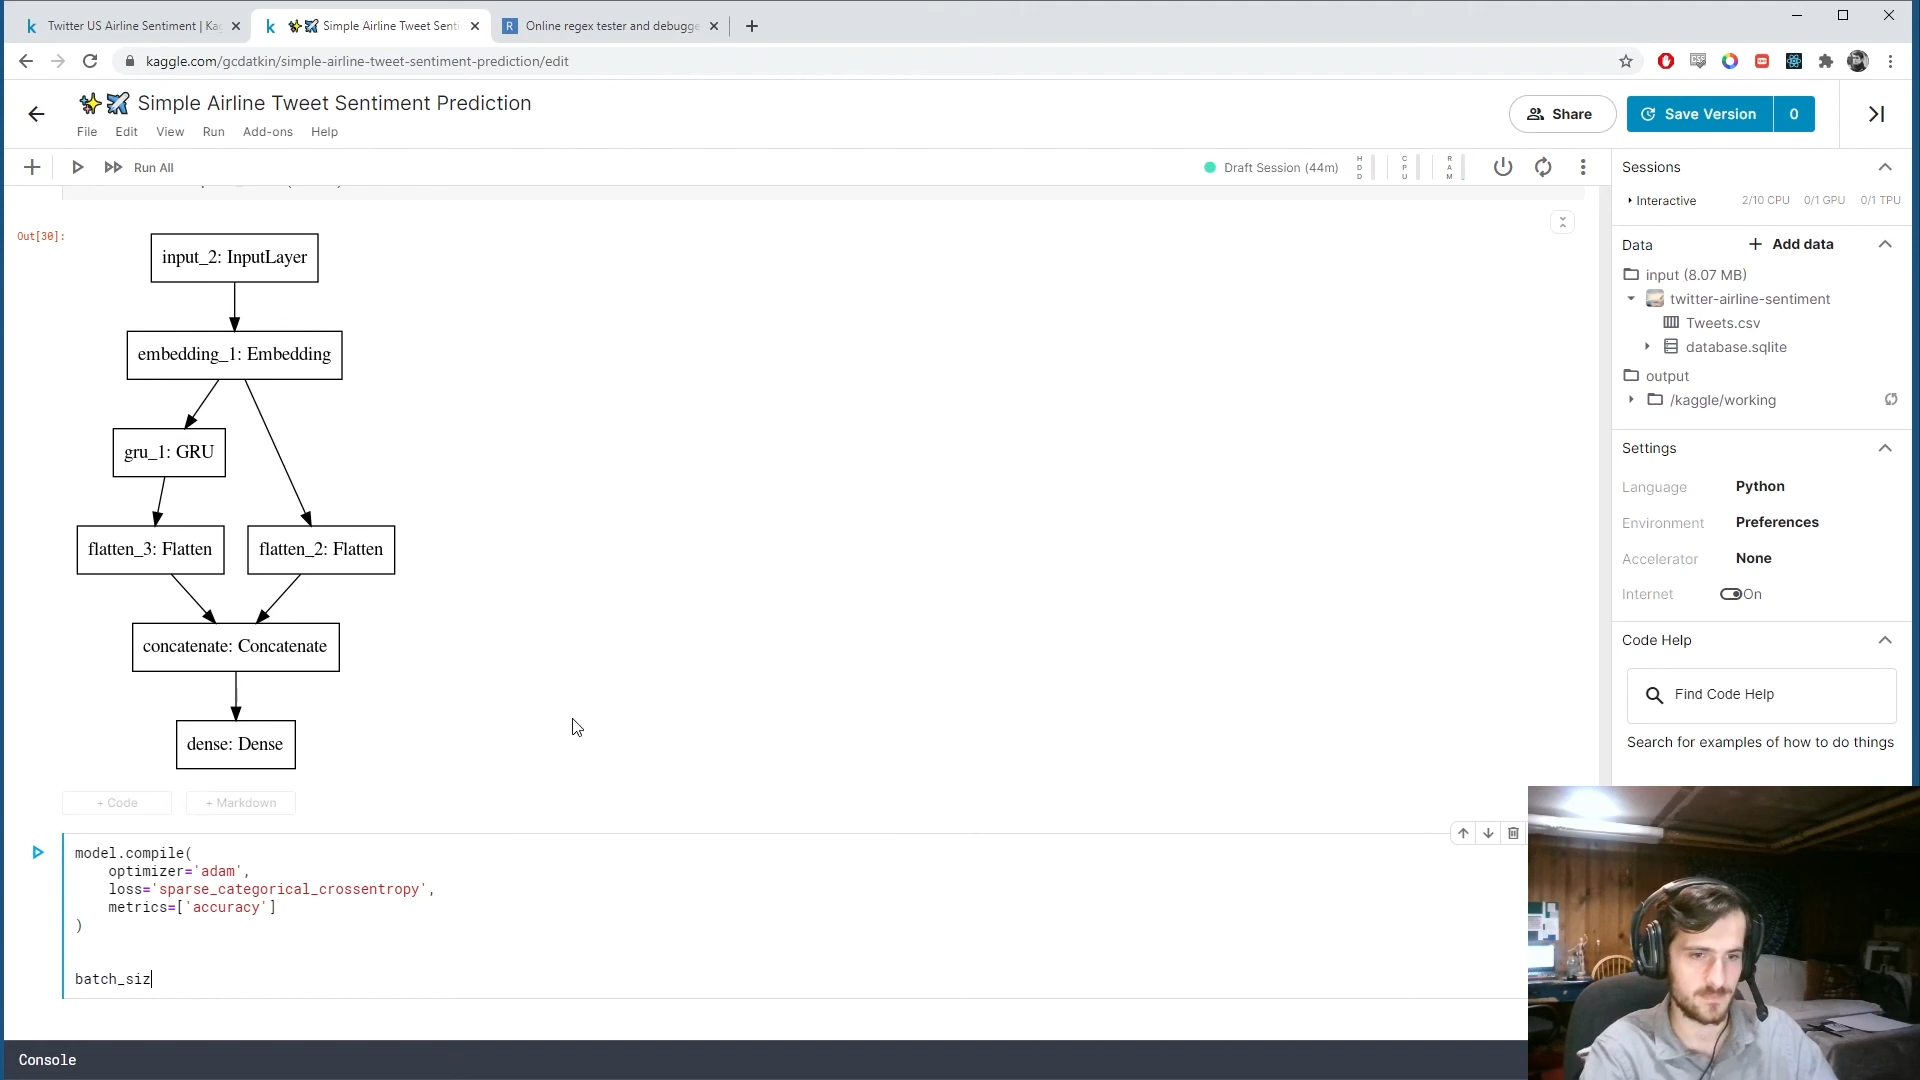 Twitter US Airline Sentiment | Kag
✨✈️ Simple Airline Tweet Senti
Online regex tester and debugge
kaggle.com/gcdatkin/simple-airline-tweet-sentiment-prediction/edit
✨✈️ Simple Airline Tweet Sentiment Prediction
File Edit View Run Add-ons Help
Share
Save Version 0
Run All
Draft Session (44m)
HDD
CPU
RAM
Out[30]:
input_2: InputLayer
embedding_1: Embedding
gru_1: GRU
flatten_3: Flatten
flatten_2: Flatten
concatenate: Concatenate
dense: Dense
+ Code
+ Markdown
model.compile(
    optimizer='adam',
    loss='sparse_categorical_crossentropy',
    metrics=['accuracy']
)
batch_siz
Console
Sessions
Interactive 2/10 CPU 0/1 GPU 0/1 TPU
Data + Add data
input (8.07 MB)
twitter-airline-sentiment
Tweets.csv
database.sqlite
output
/kaggle/working
Settings
Language Python
Environment Preferences
Accelerator None
Internet On
Code Help
Find Code Help
Search for examples of how to do things